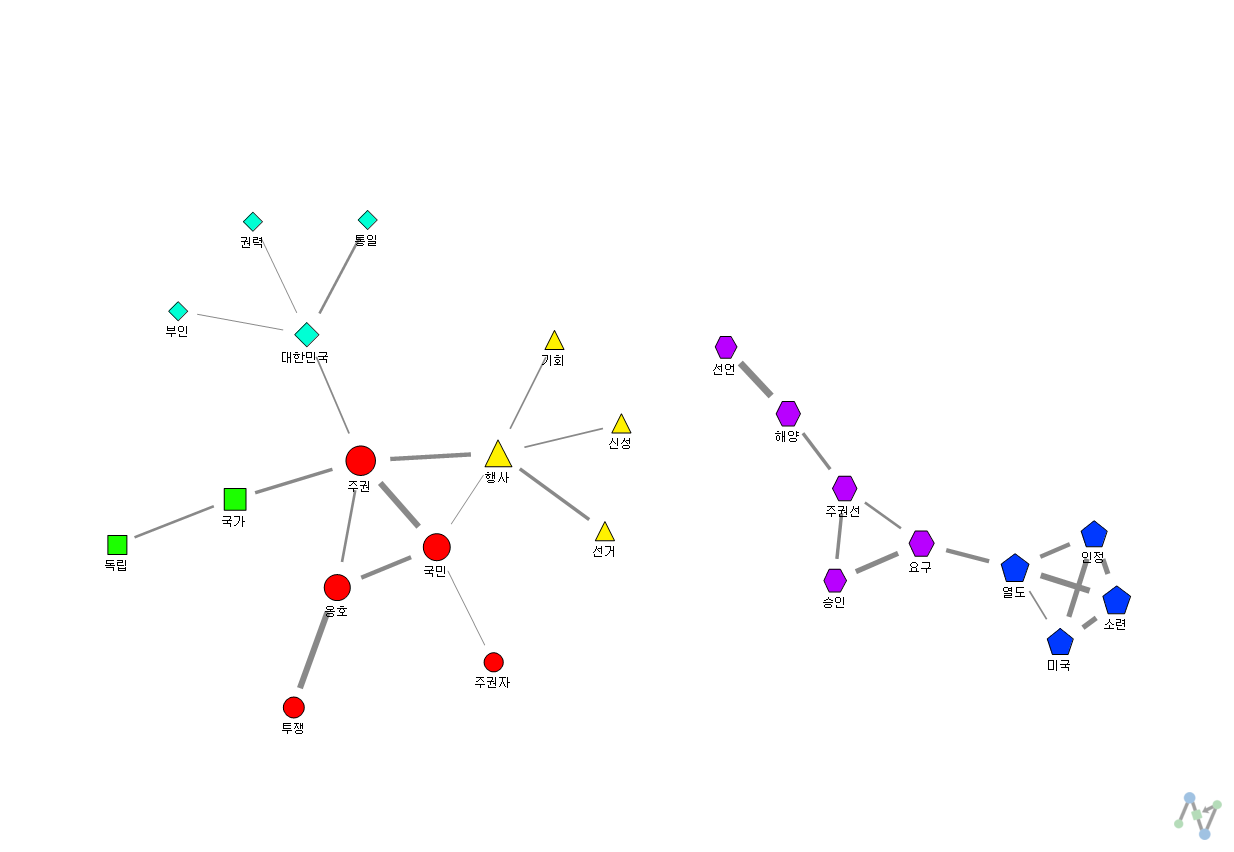 권력
통일
부인
대한민국
기회
선언
신성
해양
행사
주권
주권선
국가
선거
인정
독립
국민
요구
열도
승인
옹호
소련
미국
주권자
투쟁